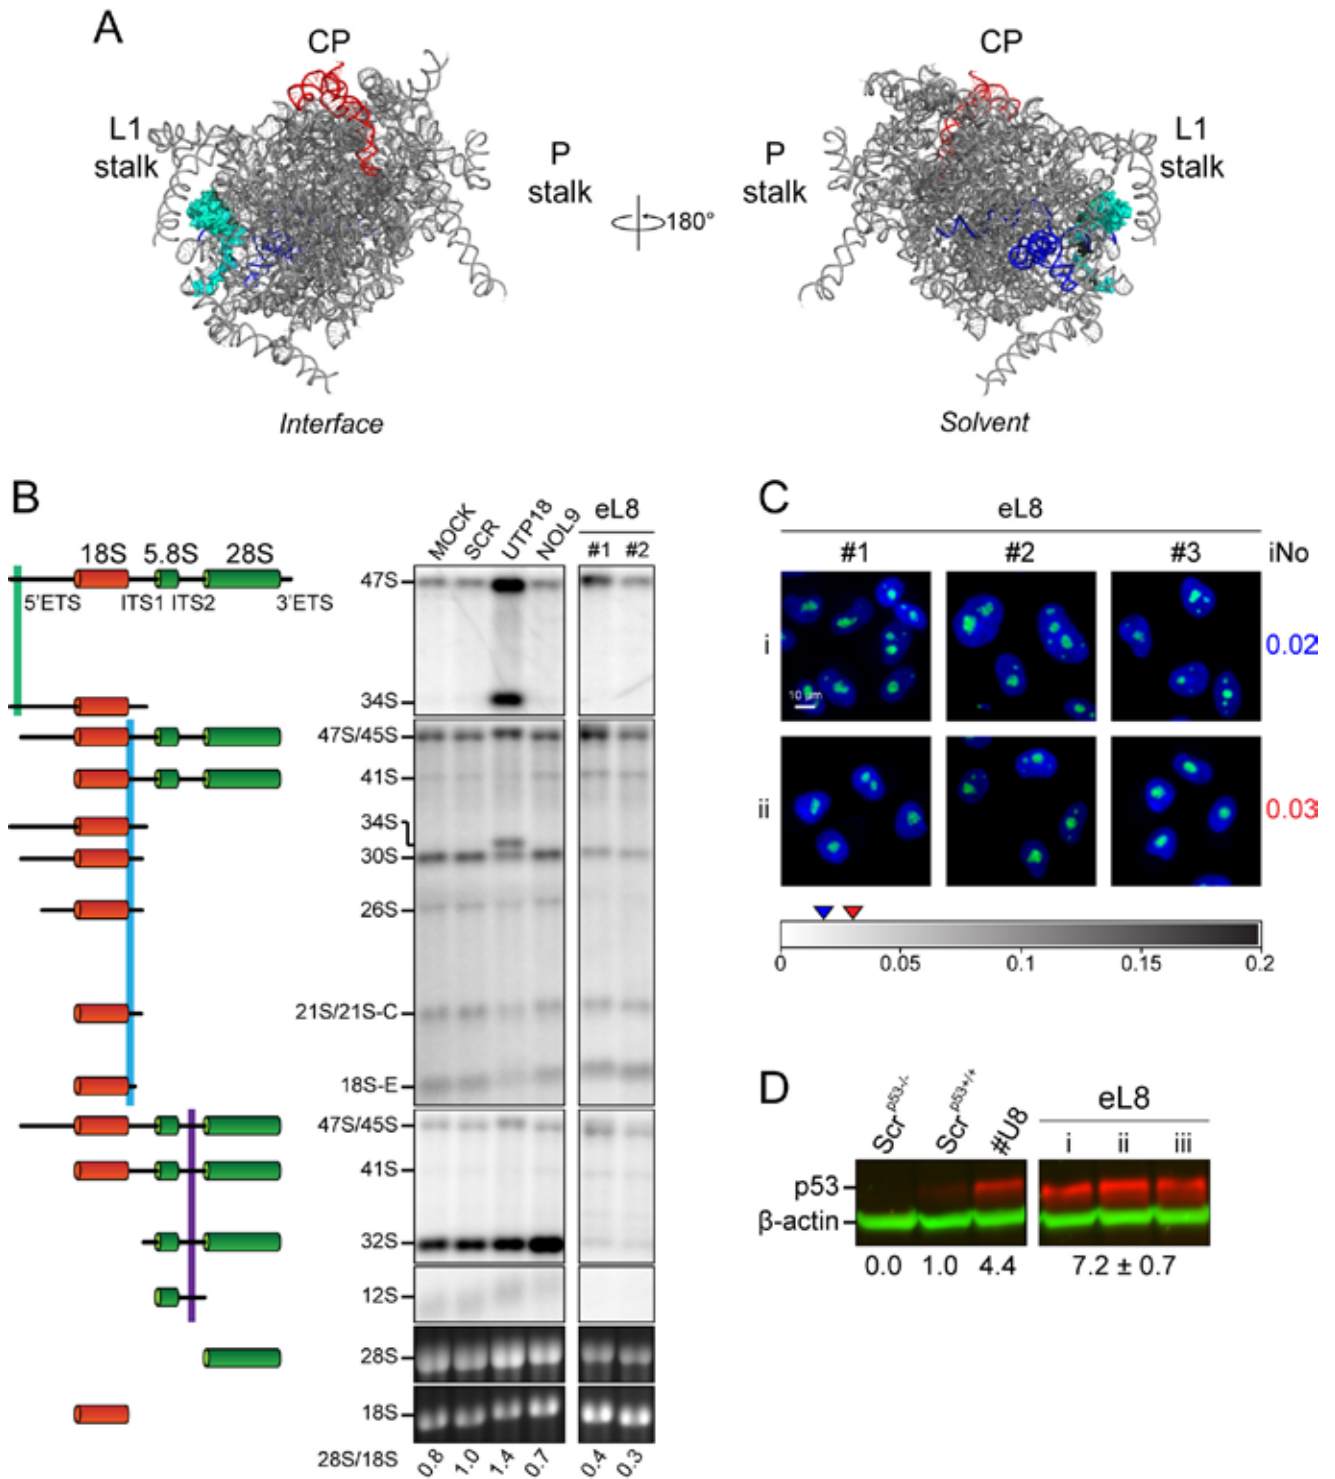 A
CP
L1
stalk
P
stalk
180°
CP
P
stalk
L1
stalk
Interface
Solvent
B
18S 5.8S 28S
5'ETS ITS1 ITS2 3'ETS
MOCK SCR UTP18 NOL9
eL8
#1 #2
47S
34S
47S/45S
41S
34S
30S
26S
21S/21S-C
18S-E
47S/45S
41S
32S
12S
28S
18S
28S/18S 0.8 1.0 1.4 0.7 0.4 0.3
C
eL8
#1 #2 #3 iNo
i 0.02
10 µm
ii 0.03
0 0.05 0.1 0.15 0.2
D
Scr p53-/- Scr p53+/+ #U8
eL8
i ii iii
p53
β-actin
0.0 1.0 4.4 7.2 ± 0.7